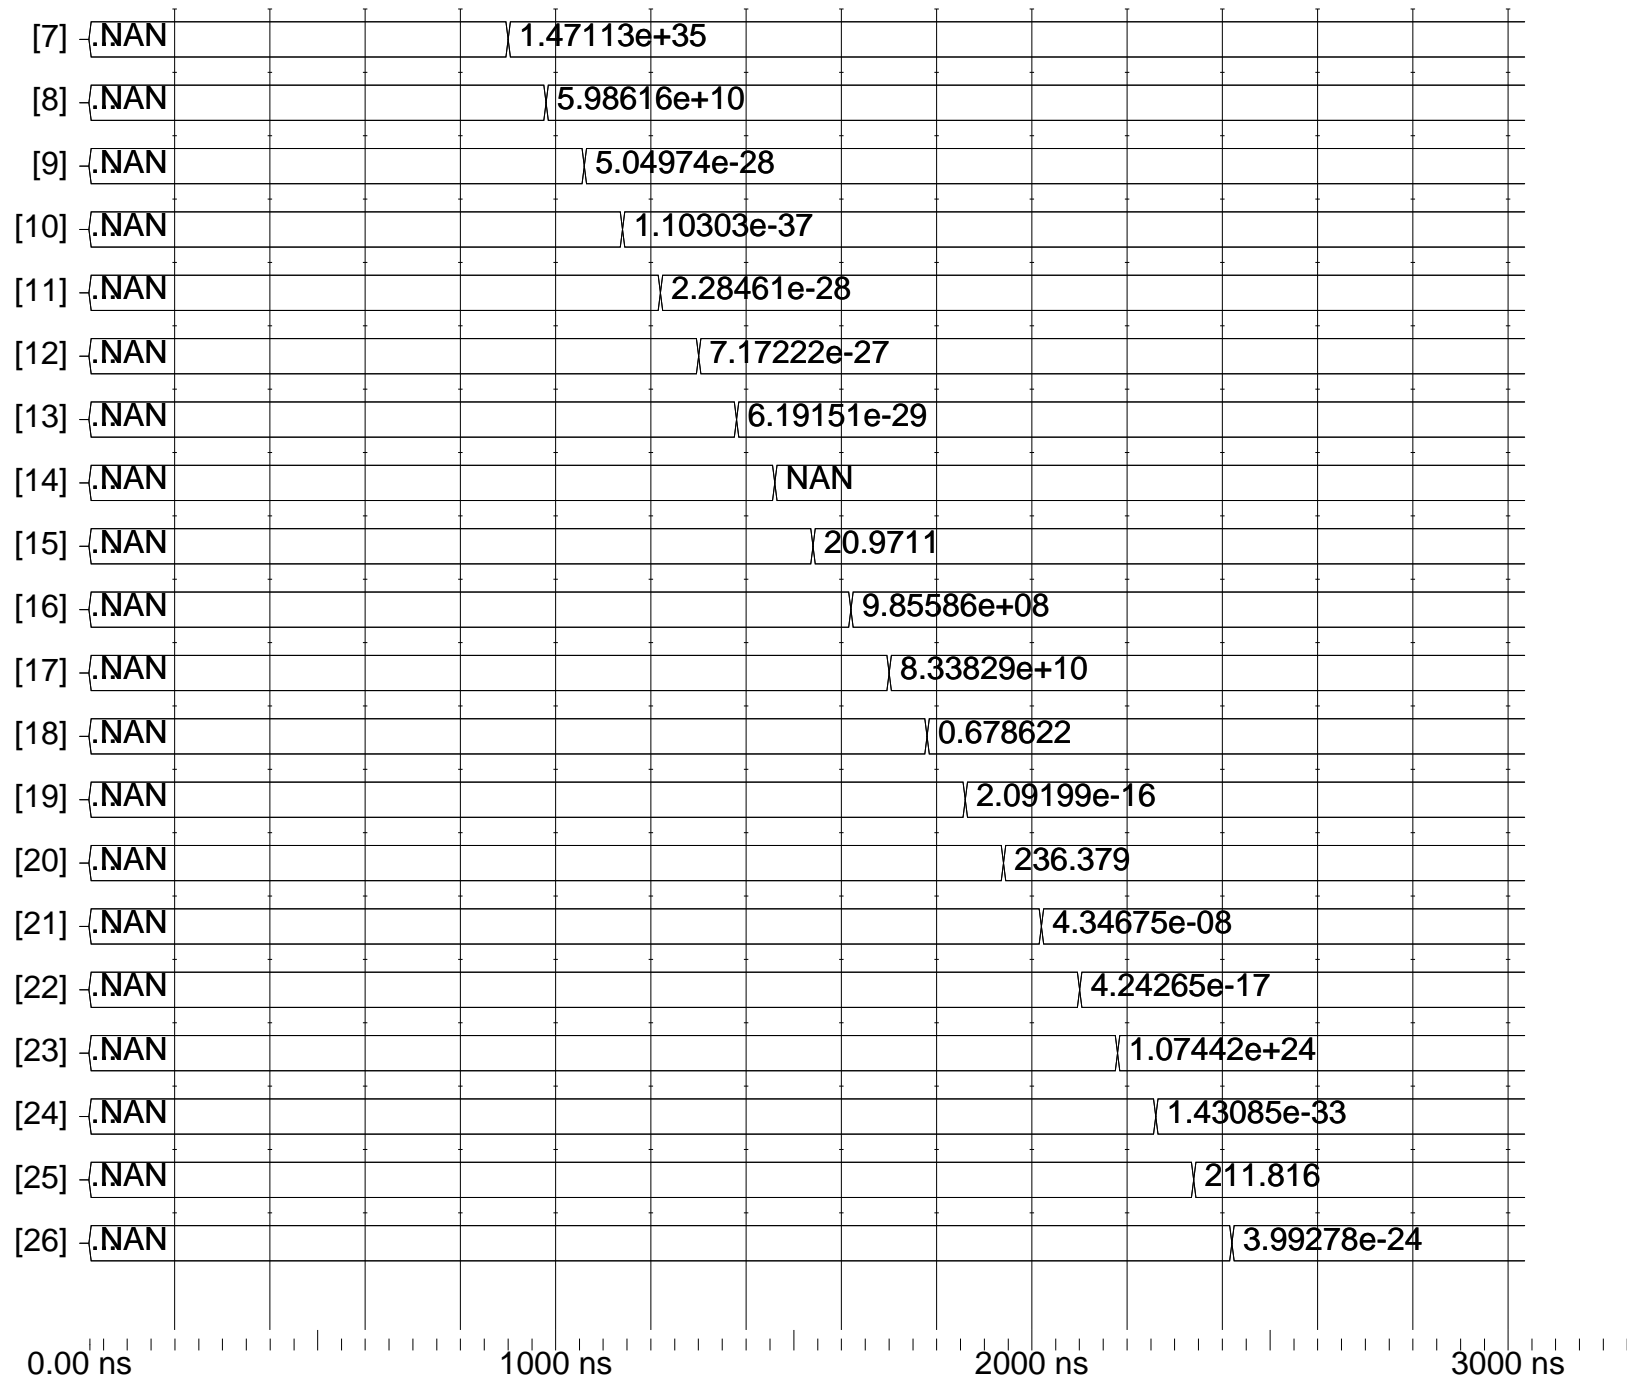 [7] .NAN 1.47113e+35
[8] .NAN 5.98616e+10
[9] .NAN 5.04974e-28
[10] .NAN 1.10303e-37
[11] .NAN 2.28461e-28
[12] .NAN 7.17222e-27
[13] .NAN 6.19151e-29
[14] .NAN NAN
[15] .NAN 20.9711
[16] .NAN 9.85586e+08
[17] .NAN 8.33829e+10
[18] .NAN 0.678622
[19] .NAN 2.09199e-16
[20] .NAN 236.379
[21] .NAN 4.34675e-08
[22] .NAN 4.24265e-17
[23] .NAN 1.07442e+24
[24] .NAN 1.43085e-33
[25] .NAN 211.816
[26] .NAN 3.99278e-24
0.00 ns 1000 ns 2000 ns 3000 ns